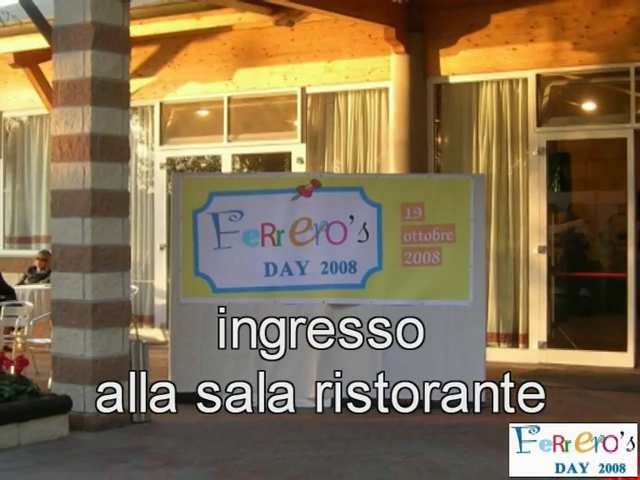 Ferrero's
DAY 2008
19
ottobre
2008
ingresso
alla sala ristorante
Ferrero's
DAY 2008